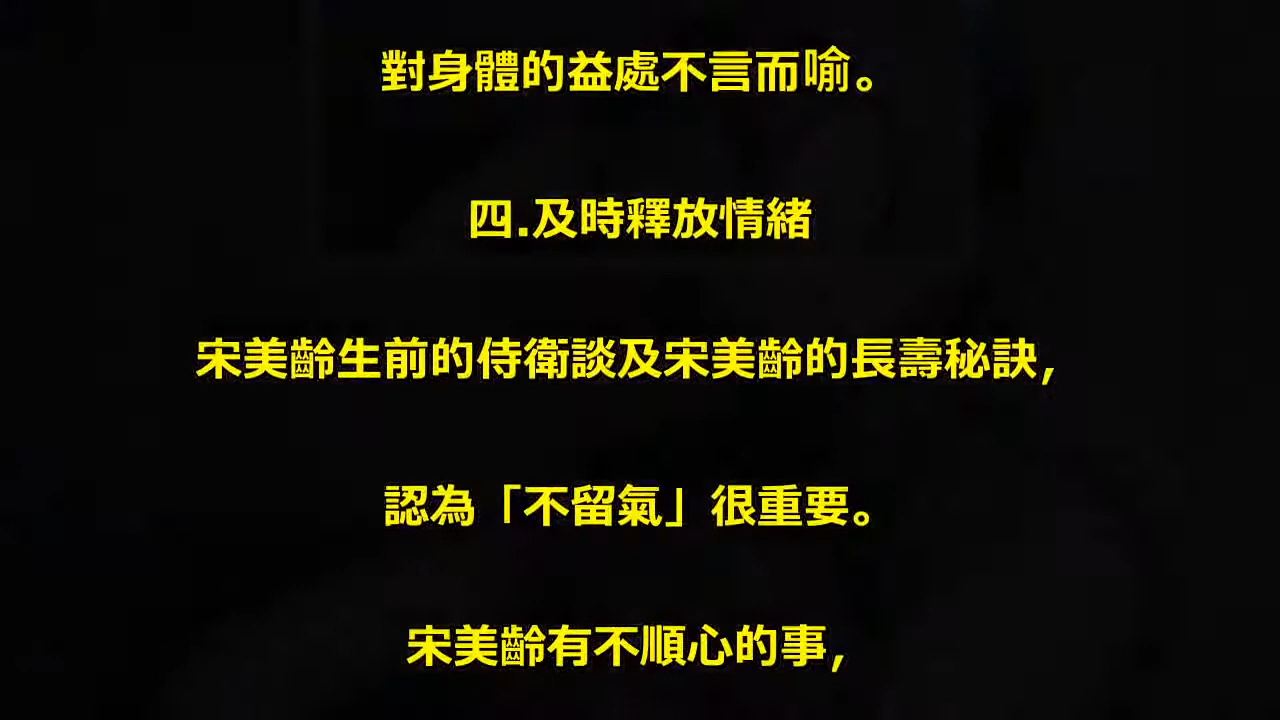 對身體的益處不言而喻。
四.及時釋放情緒
宋美齡生前的侍衛談及宋美齡的長壽秘訣,
認為「不留氣」很重要。
宋美齡有不順心的事,